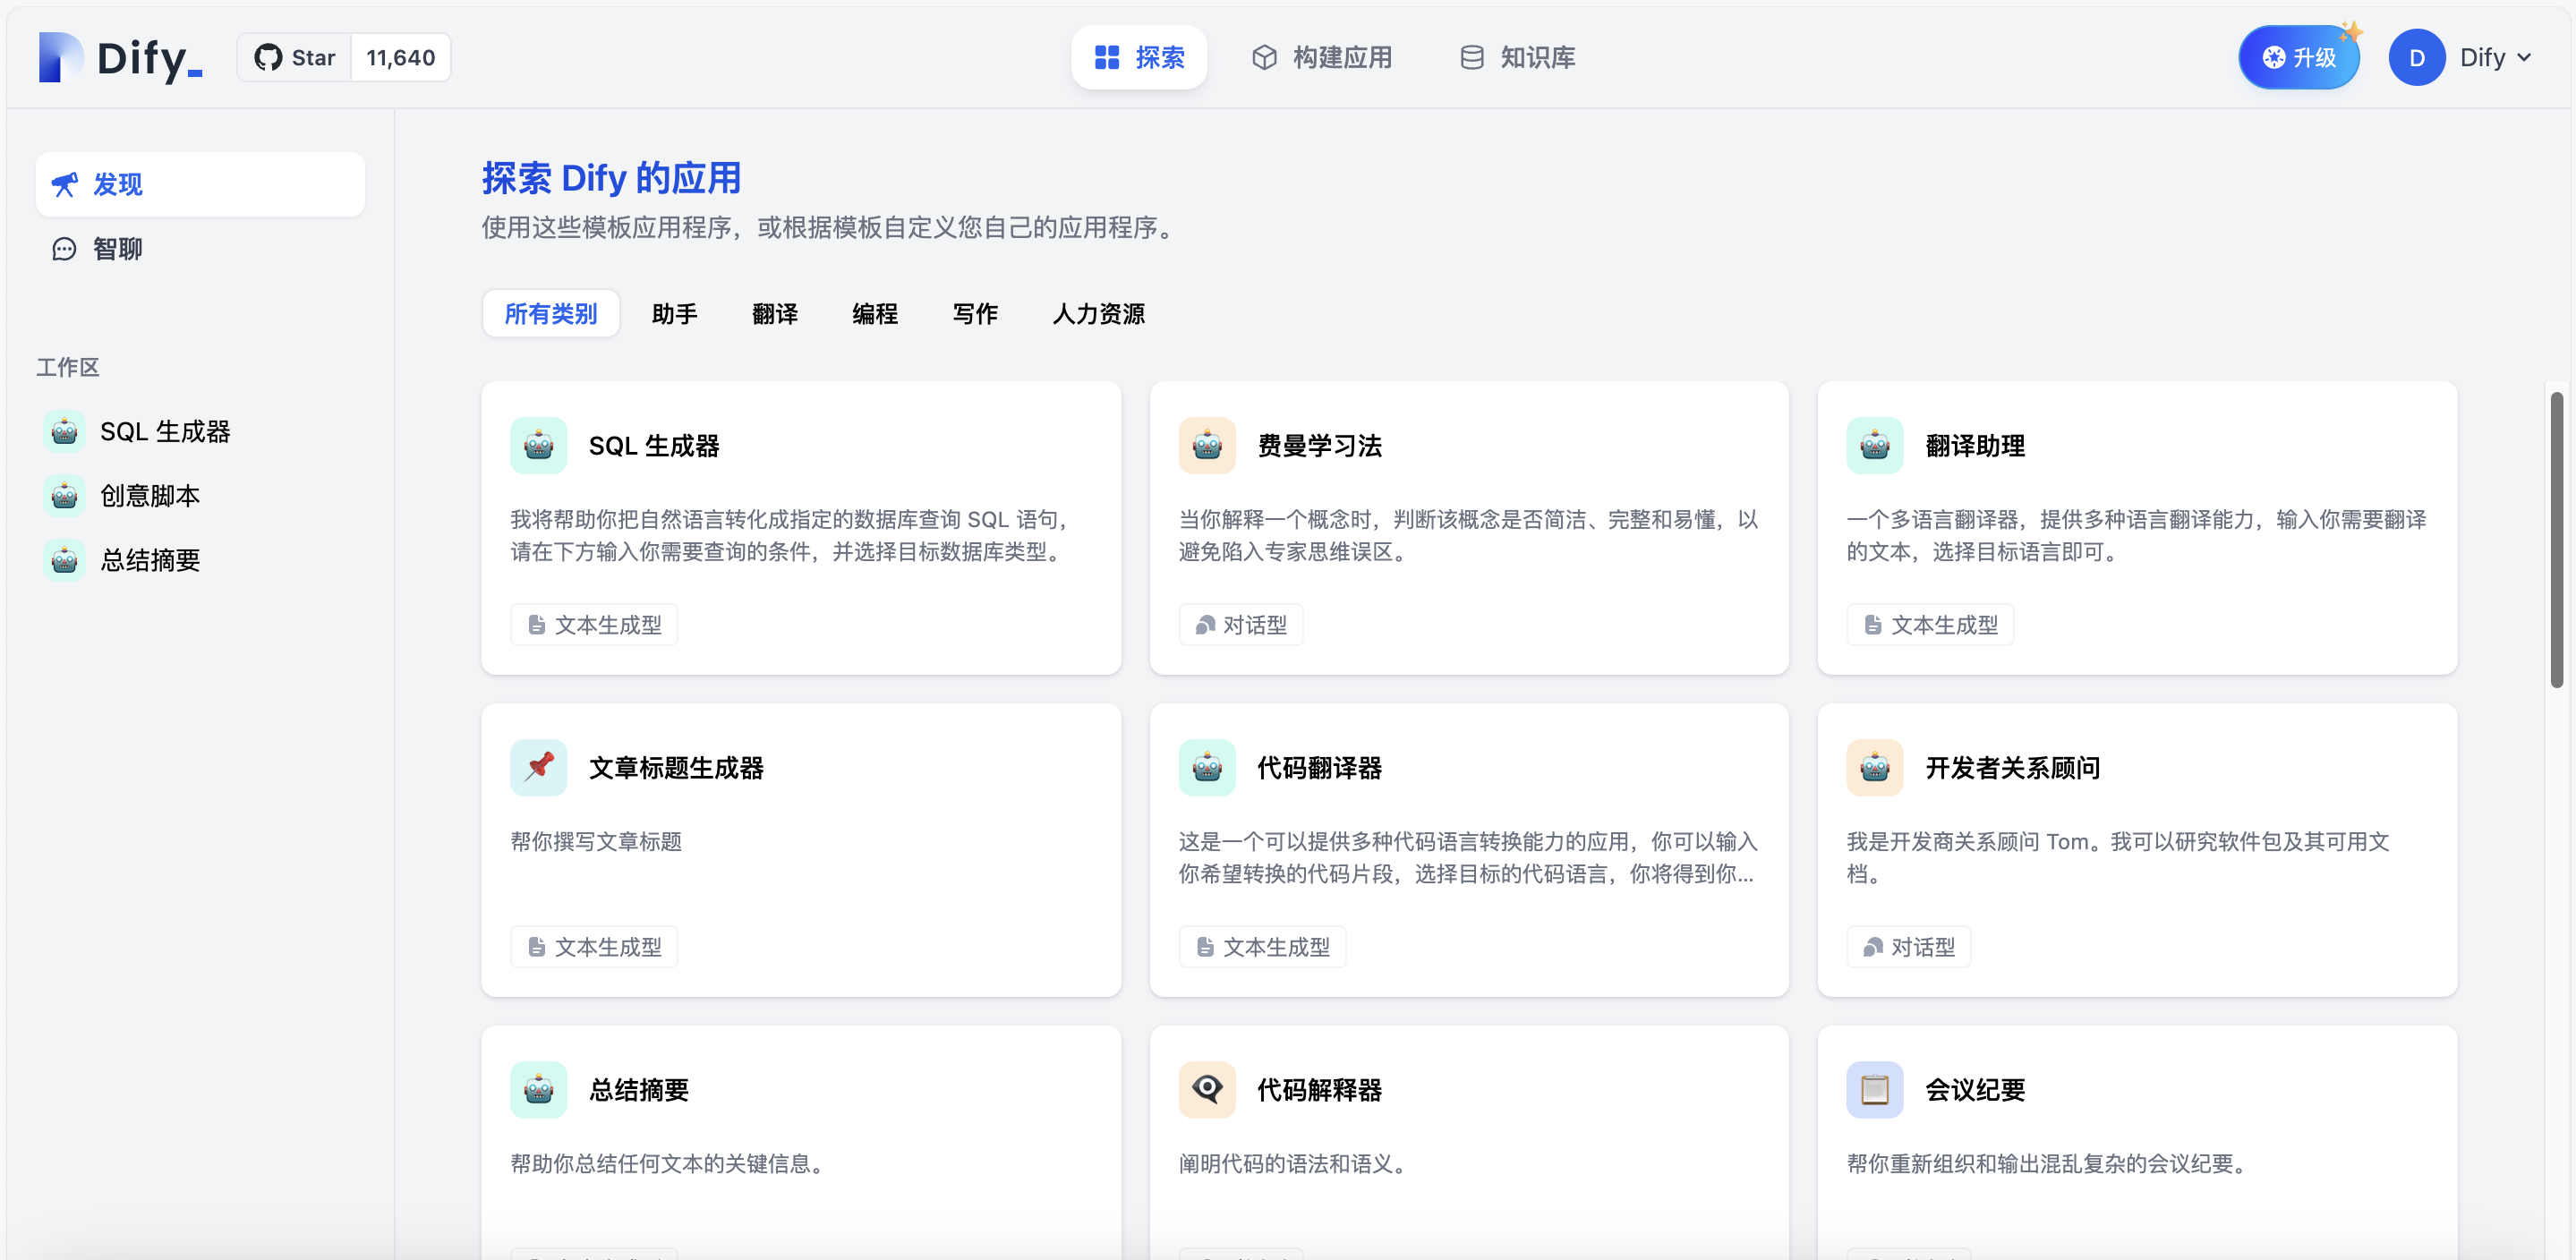 Dify_
Star 11,640
探索
构建应用
知识库
升级
D
Dify
发现
智聊
工作区
SQL 生成器
创意脚本
总结摘要
探索 Dify 的应用
使用这些模板应用程序，或根据模板自定义您自己的应用程序。
所有类别 助手 翻译 编程 写作 人力资源
SQL 生成器
我将帮助你把自然语言转化成指定的数据库查询 SQL 语句，
请在下方输入你需要查询的条件，并选择目标数据库类型。
文本生成型
费曼学习法
当你解释一个概念时，判断该概念是否简洁、完整和易懂，以
避免陷入专家思维误区。
对话型
翻译助理
一个多语言翻译器，提供多种语言翻译能力，输入你需要翻译
的文本，选择目标语言即可。
文本生成型
文章标题生成器
帮你撰写文章标题
文本生成型
代码翻译器
这是一个可以提供多种代码语言转换能力的应用，你可以输入
你希望转换的代码片段，选择目标的代码语言，你将得到你...
文本生成型
开发者关系顾问
我是开发商关系顾问 Tom。我可以研究软件包及其可用文
档。
对话型
总结摘要
帮助你总结任何文本的关键信息。
代码解释器
阐明代码的语法和语义。
会议纪要
帮你重新组织和输出混乱复杂的会议纪要。